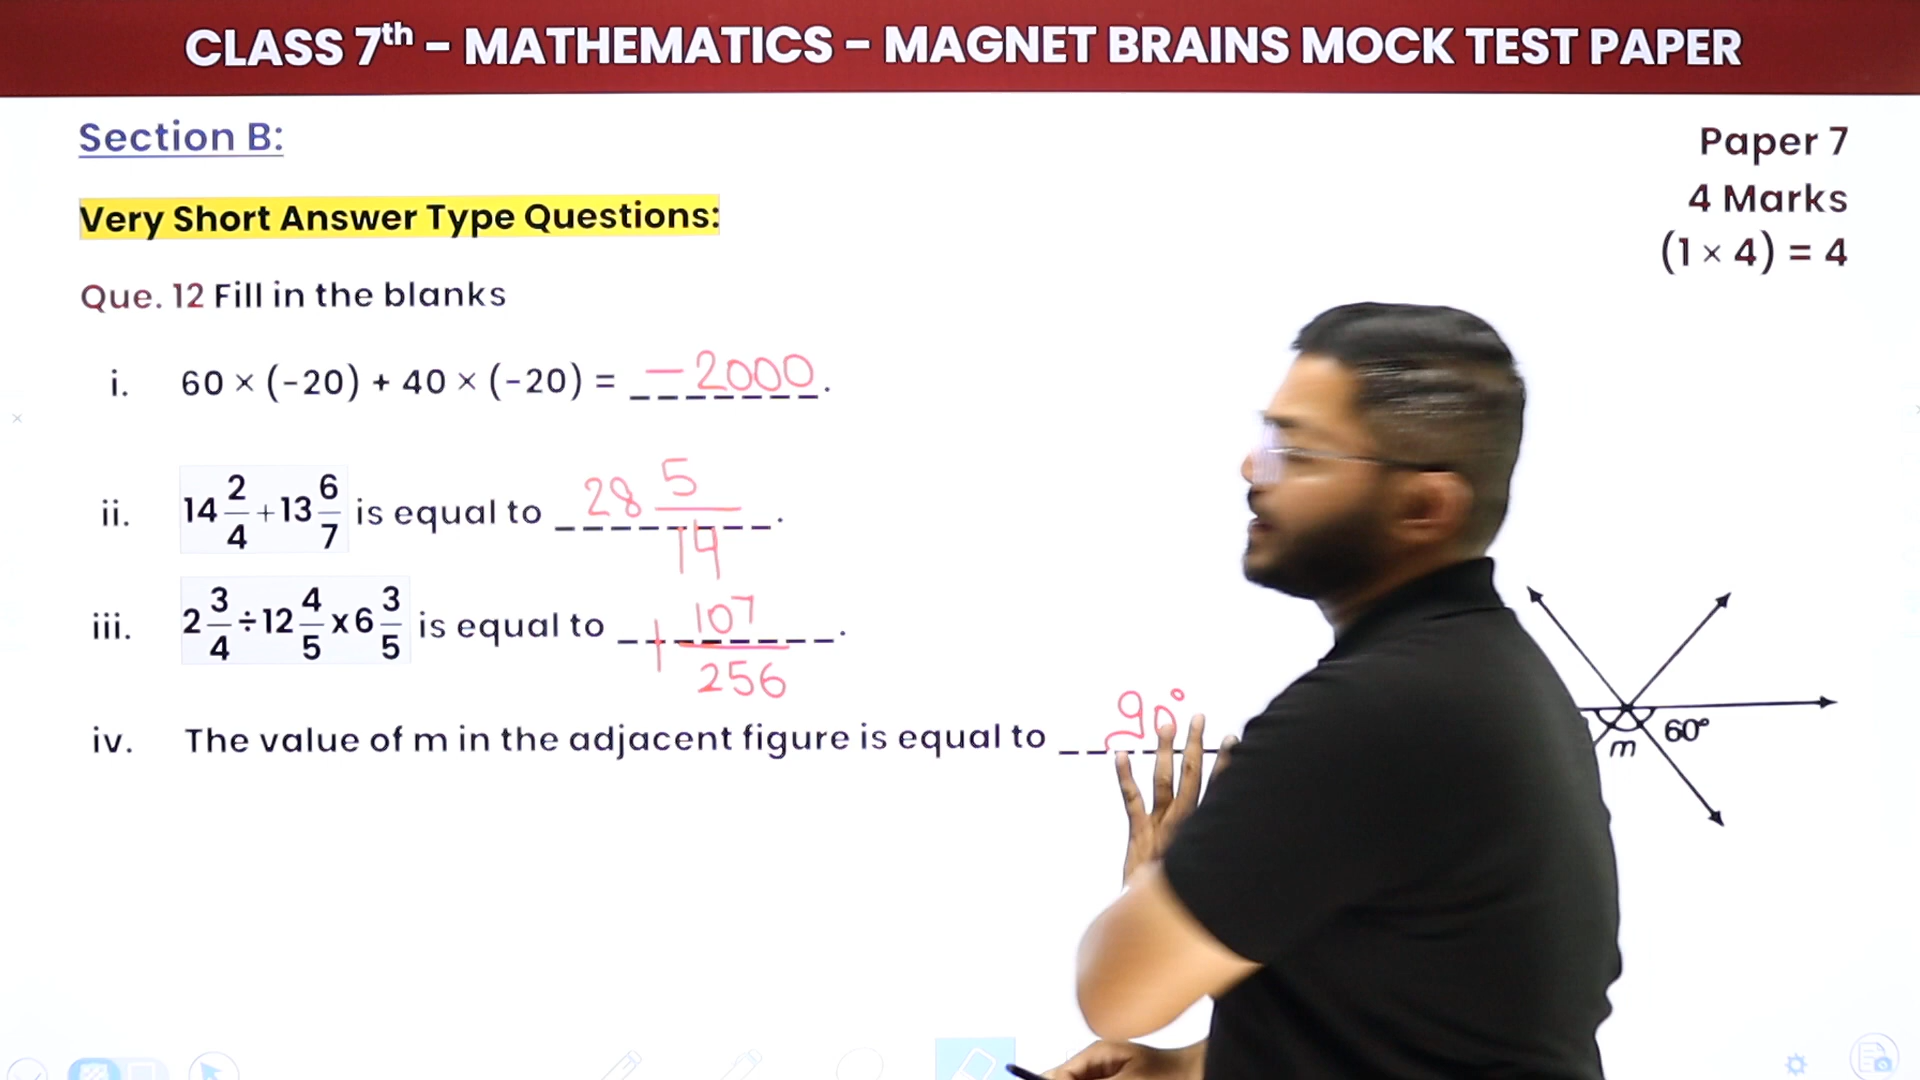 CLASS 7th – MATHEMATICS – MAGNET BRAINS MOCK TEST PAPER
Section B:
Paper 7
4 Marks
(1 × 4) = 4
Very Short Answer Type Questions:
Que. 12 Fill in the blanks
i. 60 × (-20) + 40 × (-20) = -2000.
ii. 14 2/4 + 13 6/7 is equal to 28 5/14.
iii. 2 3/4 ÷ 12 4/5 x 6 3/5 is equal to 1 107/256.
iv. The value of m in the adjacent figure is equal to 90°
60°
m